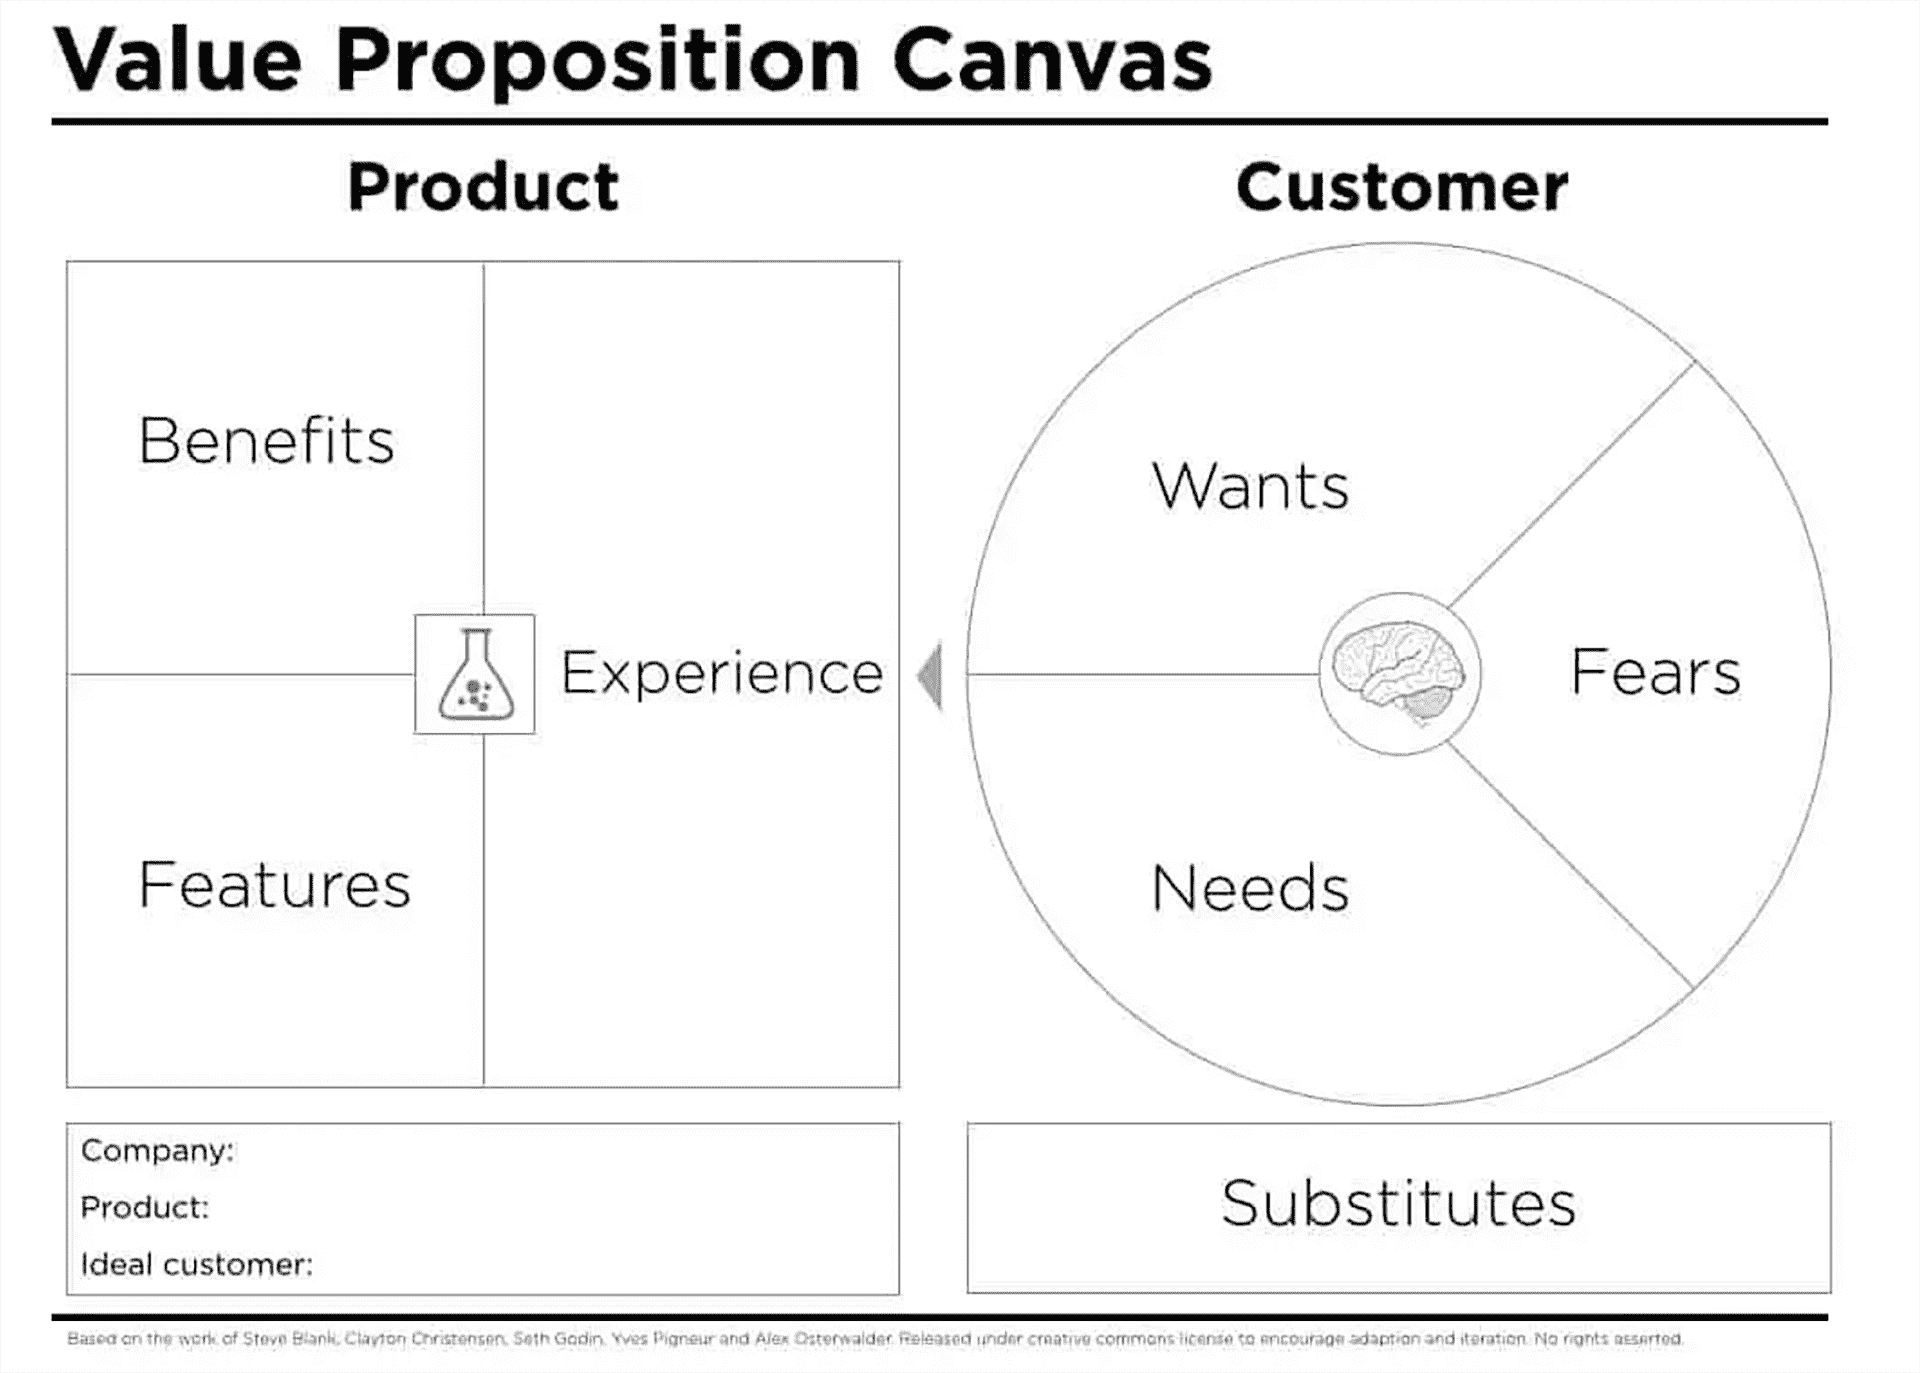 Value Proposition Canvas
Product
Customer
Benefits
Experience
Features
Wants
Fears
Needs
Company:
Product:
Ideal customer:
Substitutes
Based on the work of Steve Blank, Clayton Christensen, Seth Godin, Yves Pigneur and Alex Osterwalder. Released under creative commons license to encourage adaption and iteration. No rights asserted.